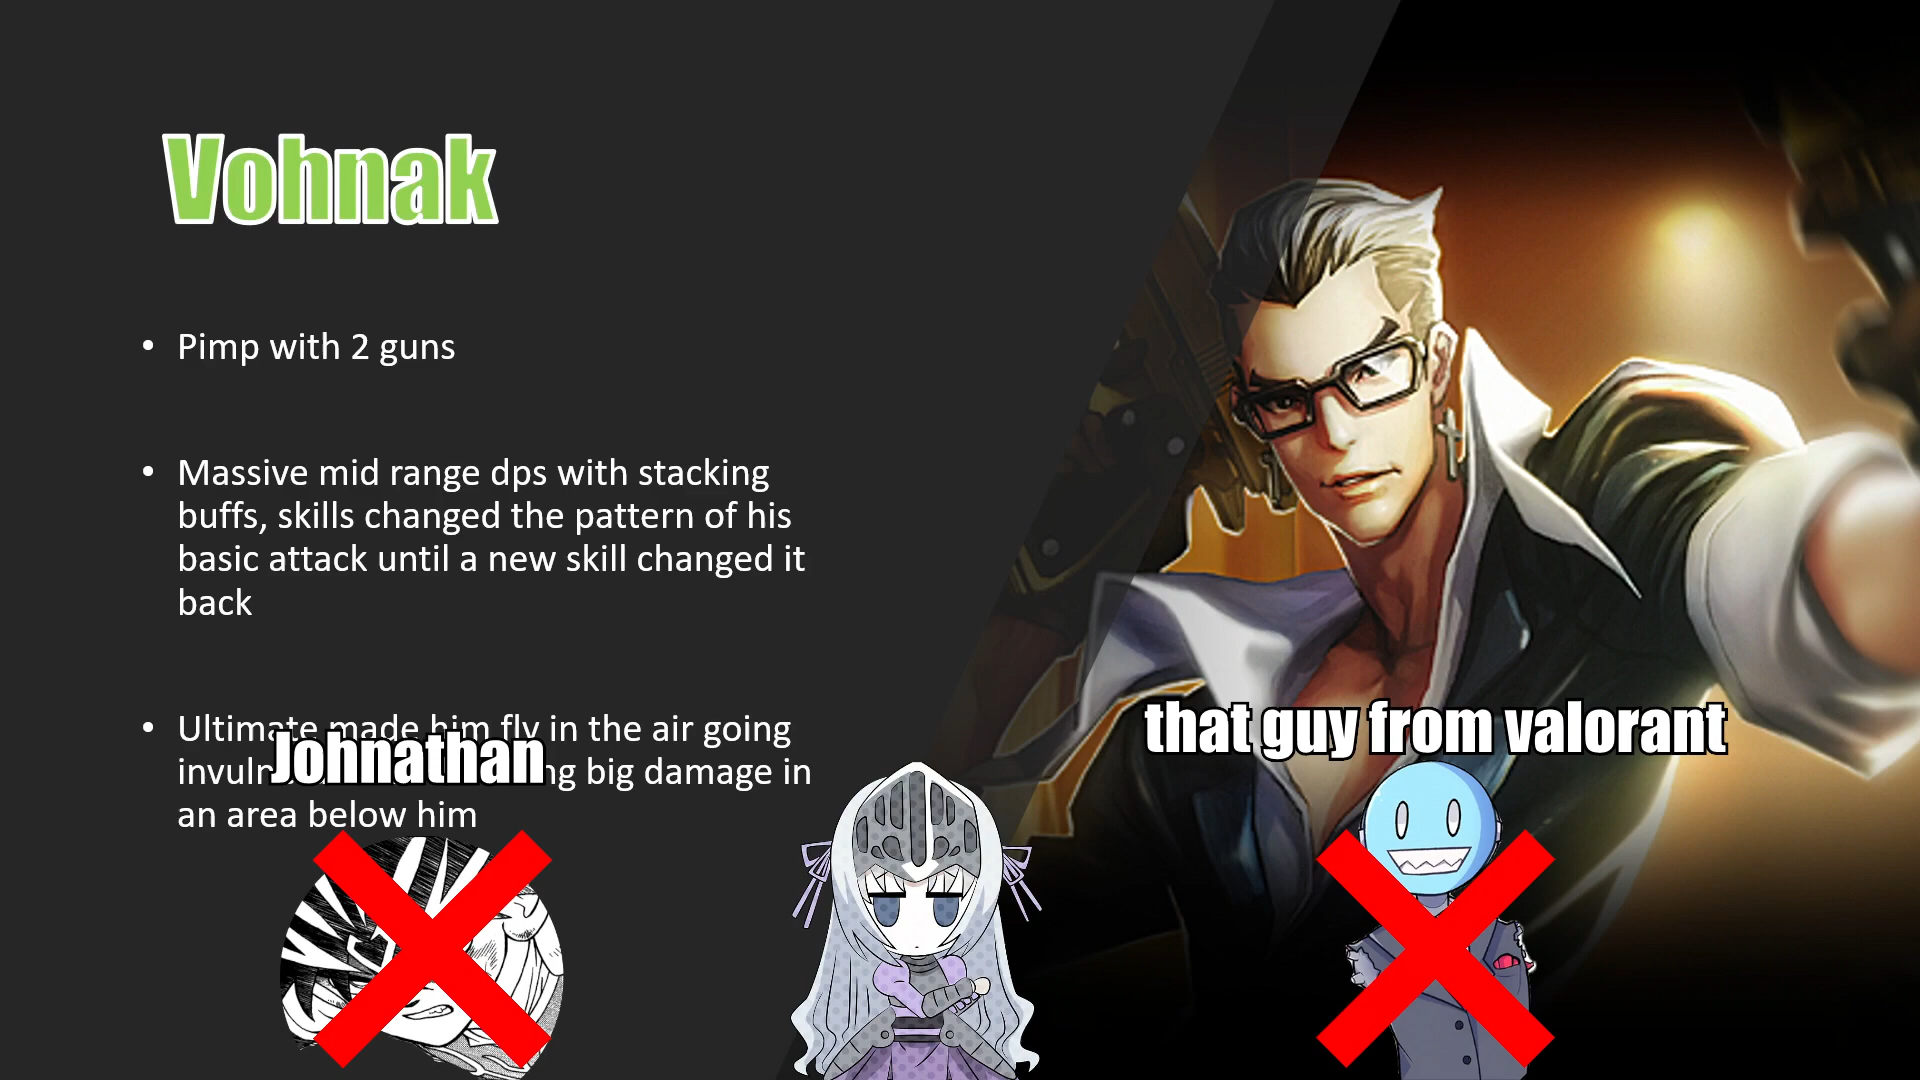 Vohnak
• Pimp with 2 guns
• Massive mid range dps with stacking
buffs, skills changed the pattern of his
basic attack until a new skill changed it
back
• Ultimate made him fly in the air going
big damage in
an area below him
Johnathan
that guy from valorant